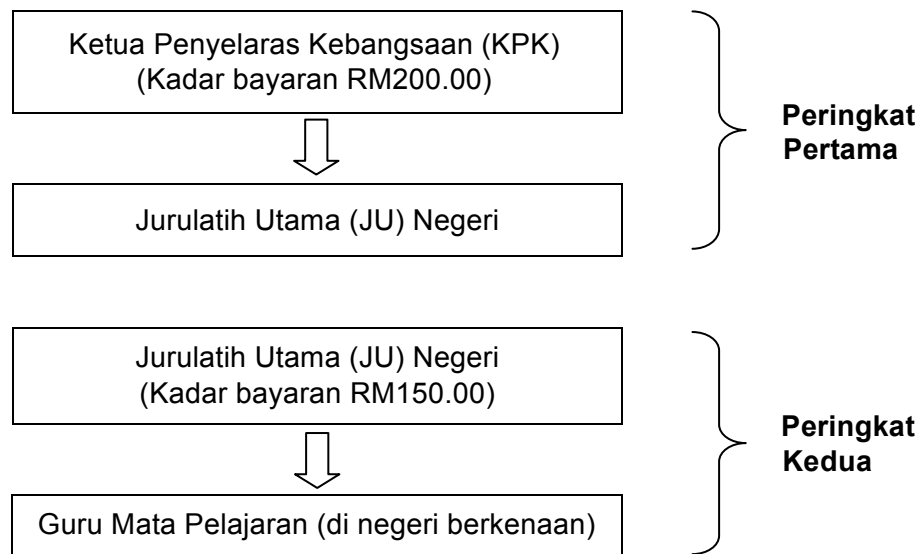 Ketua Penyelaras Kebangsaan (KPK)
(Kadar bayaran RM200.00)
Jurulatih Utama (JU) Negeri
Peringkat
Pertama
Jurulatih Utama (JU) Negeri
(Kadar bayaran RM150.00)
Guru Mata Pelajaran (di negeri berkenaan)
Peringkat
Kedua